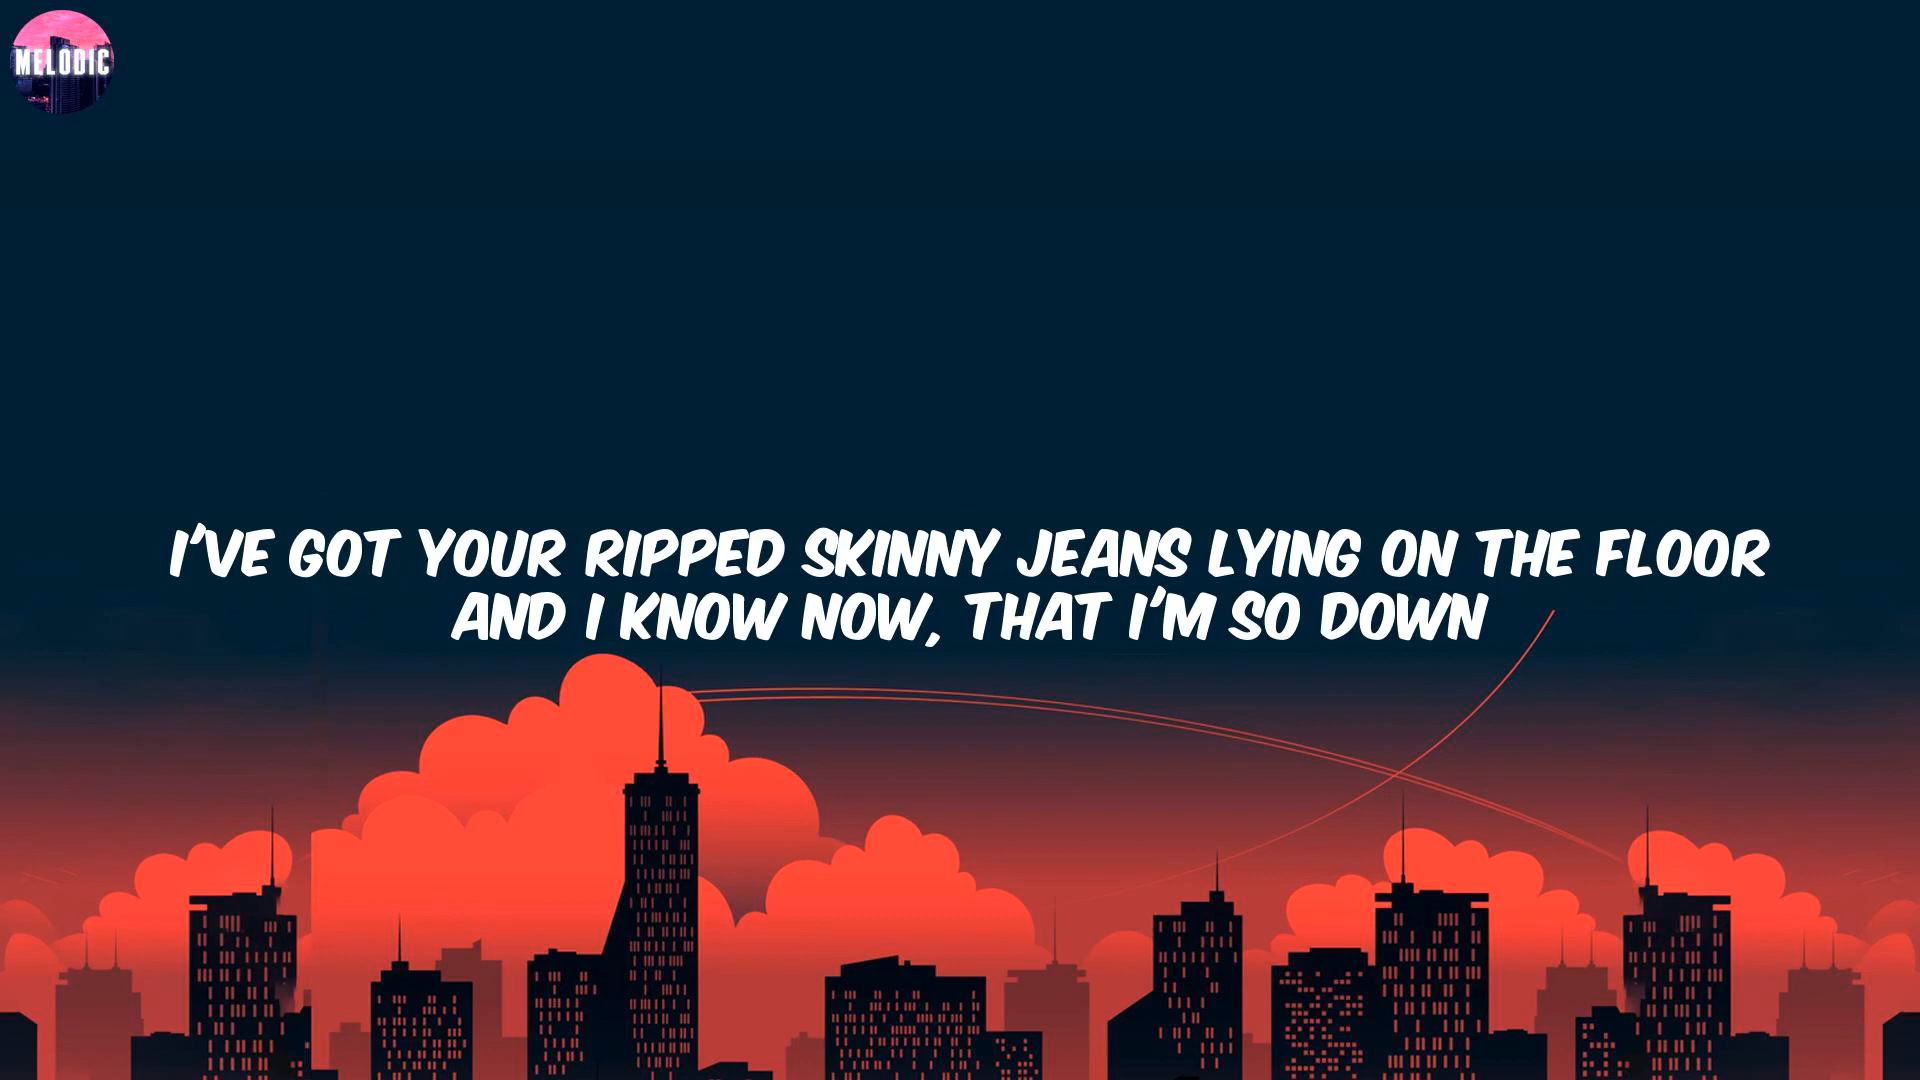 MELODIC
I'VE GOT YOUR RIPPED SKINNY JEANS LYING ON THE FLOOR
AND I KNOW NOW, THAT I'M SO DOWN